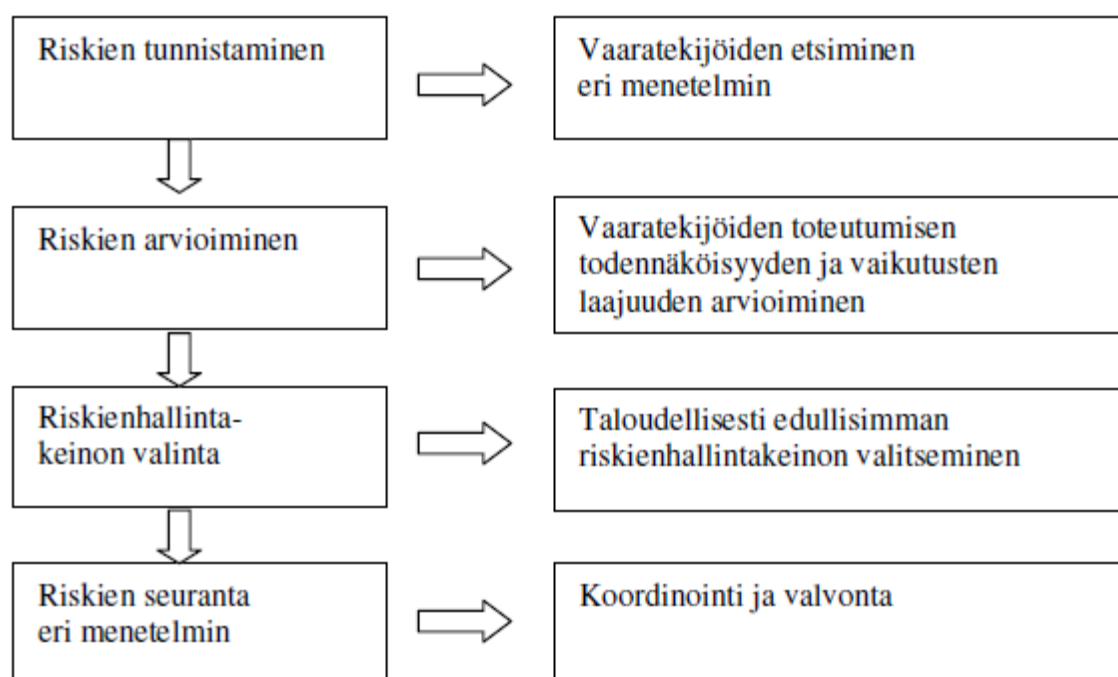 Riskien tunnistaminen
Vaaratekijöiden etsiminen
eri menetelmin
Riskien arvioiminen
Vaaratekijöiden toteutumisen
todennäköisyyden ja vaikutusten
laajuuden arvioiminen
Riskienhallinta-
keinon valinta
Taloudellisesti edullisimman
riskienhallintakeinon valitseminen
Riskien seuranta
eri menetelmin
Koordinointi ja valvonta